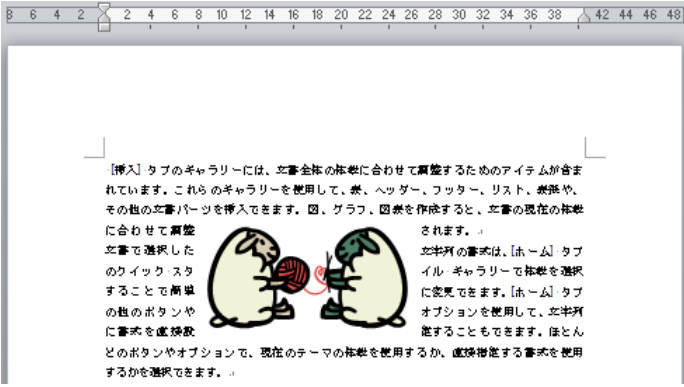 8 6 4 2 2 4 6 8 10 12 14 16 18 20 22 24 26 28 30 32 34 36 38 42 44 46 48
[挿入] タブのギャラリーには、文書全体の体裁に合わせて調整するためのアイテムが含ま
れています。これらのギャラリーを使用して、表、ヘッダー、フッター、リスト、表紙や、
その他の文書パーツを挿入できます。図、グラフ、図表を作成すると、文書の現在の体裁
に合わせて調整 されます。
文書で選択した 文字列の書式は、[ホーム] タブ
のクイック スタ イル ギャラリーで体裁を選択
することで簡単 に変更できます。[ホーム] タブ
の他のボタンや オプションを使用して、文字列
に書式を直接設 定することもできます。ほとん
どのボタンやオプションで、現在のテーマの体裁を使用するか、直接指定する書式を使用
するかを選択できます。